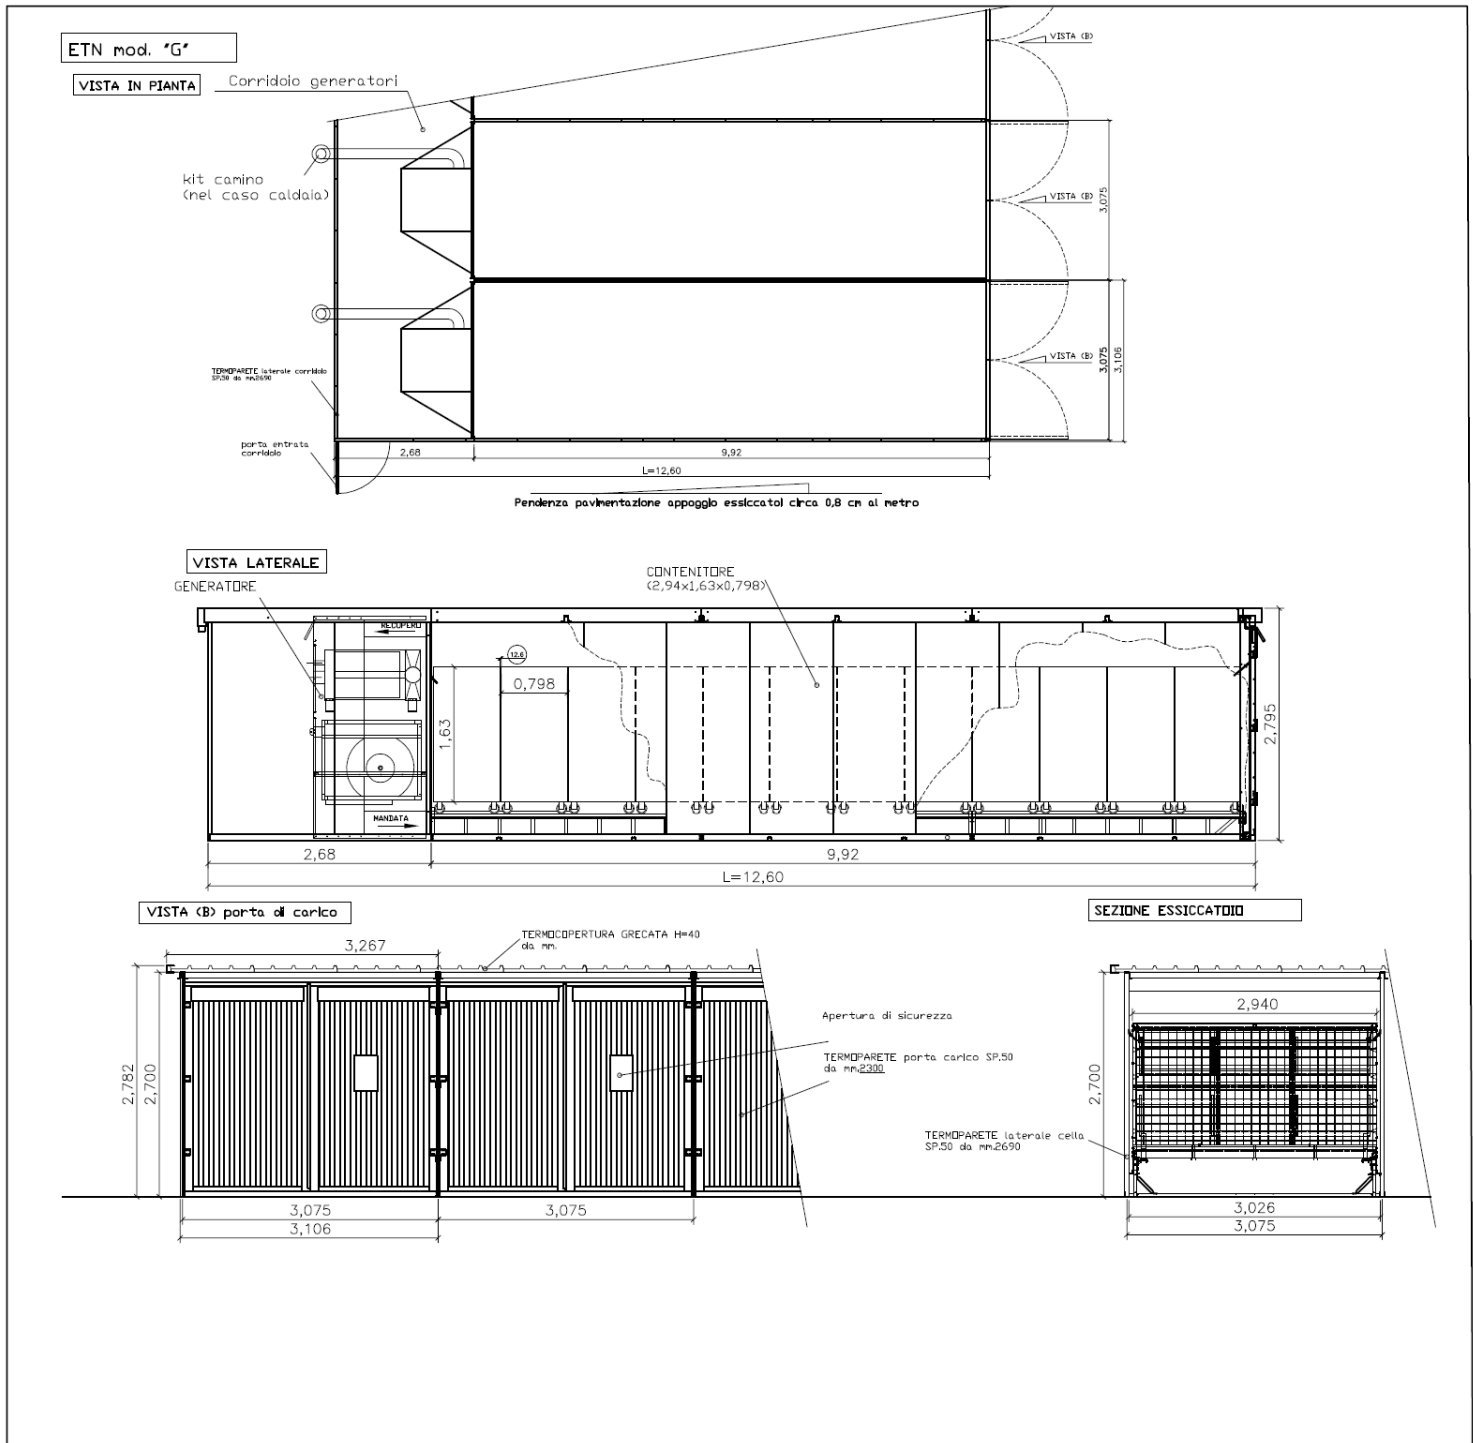 ETN mod. "G"
VISTA IN PIANTA
Corridoio generatori
kit camino
(nel caso caldaia)
VISTA (B)
VISTA (B)
VISTA (B)
3,075
3,075
3,106
TERMOPARETE laterale corridoio
SP.50 da mm.2690
porta entrata
corridoio
2,68
9,92
L=12,60
Pendenza pavimentazione appoggio essiccatoi circa 0,8 cm al metro
VISTA LATERALE
GENERATORE
CONTENITORE
(2,94x1,63x0,798)
RECUPERO
12.6
0,798
1,63
2,795
MANDATA
2,68
9,92
L=12,60
VISTA (B) porta di carico
SEZIONE ESSICCATOIO
3,267
TERMOCOPERTURA GRECATA H=40
da mm.
2,782
2,700
Apertura di sicurezza
TERMOPARETE porta carico SP.50
da mm.2300
3,075
3,075
3,106
2,940
2,700
TERMOPARETE laterale cella
SP.50 da mm.2690
3,026
3,075